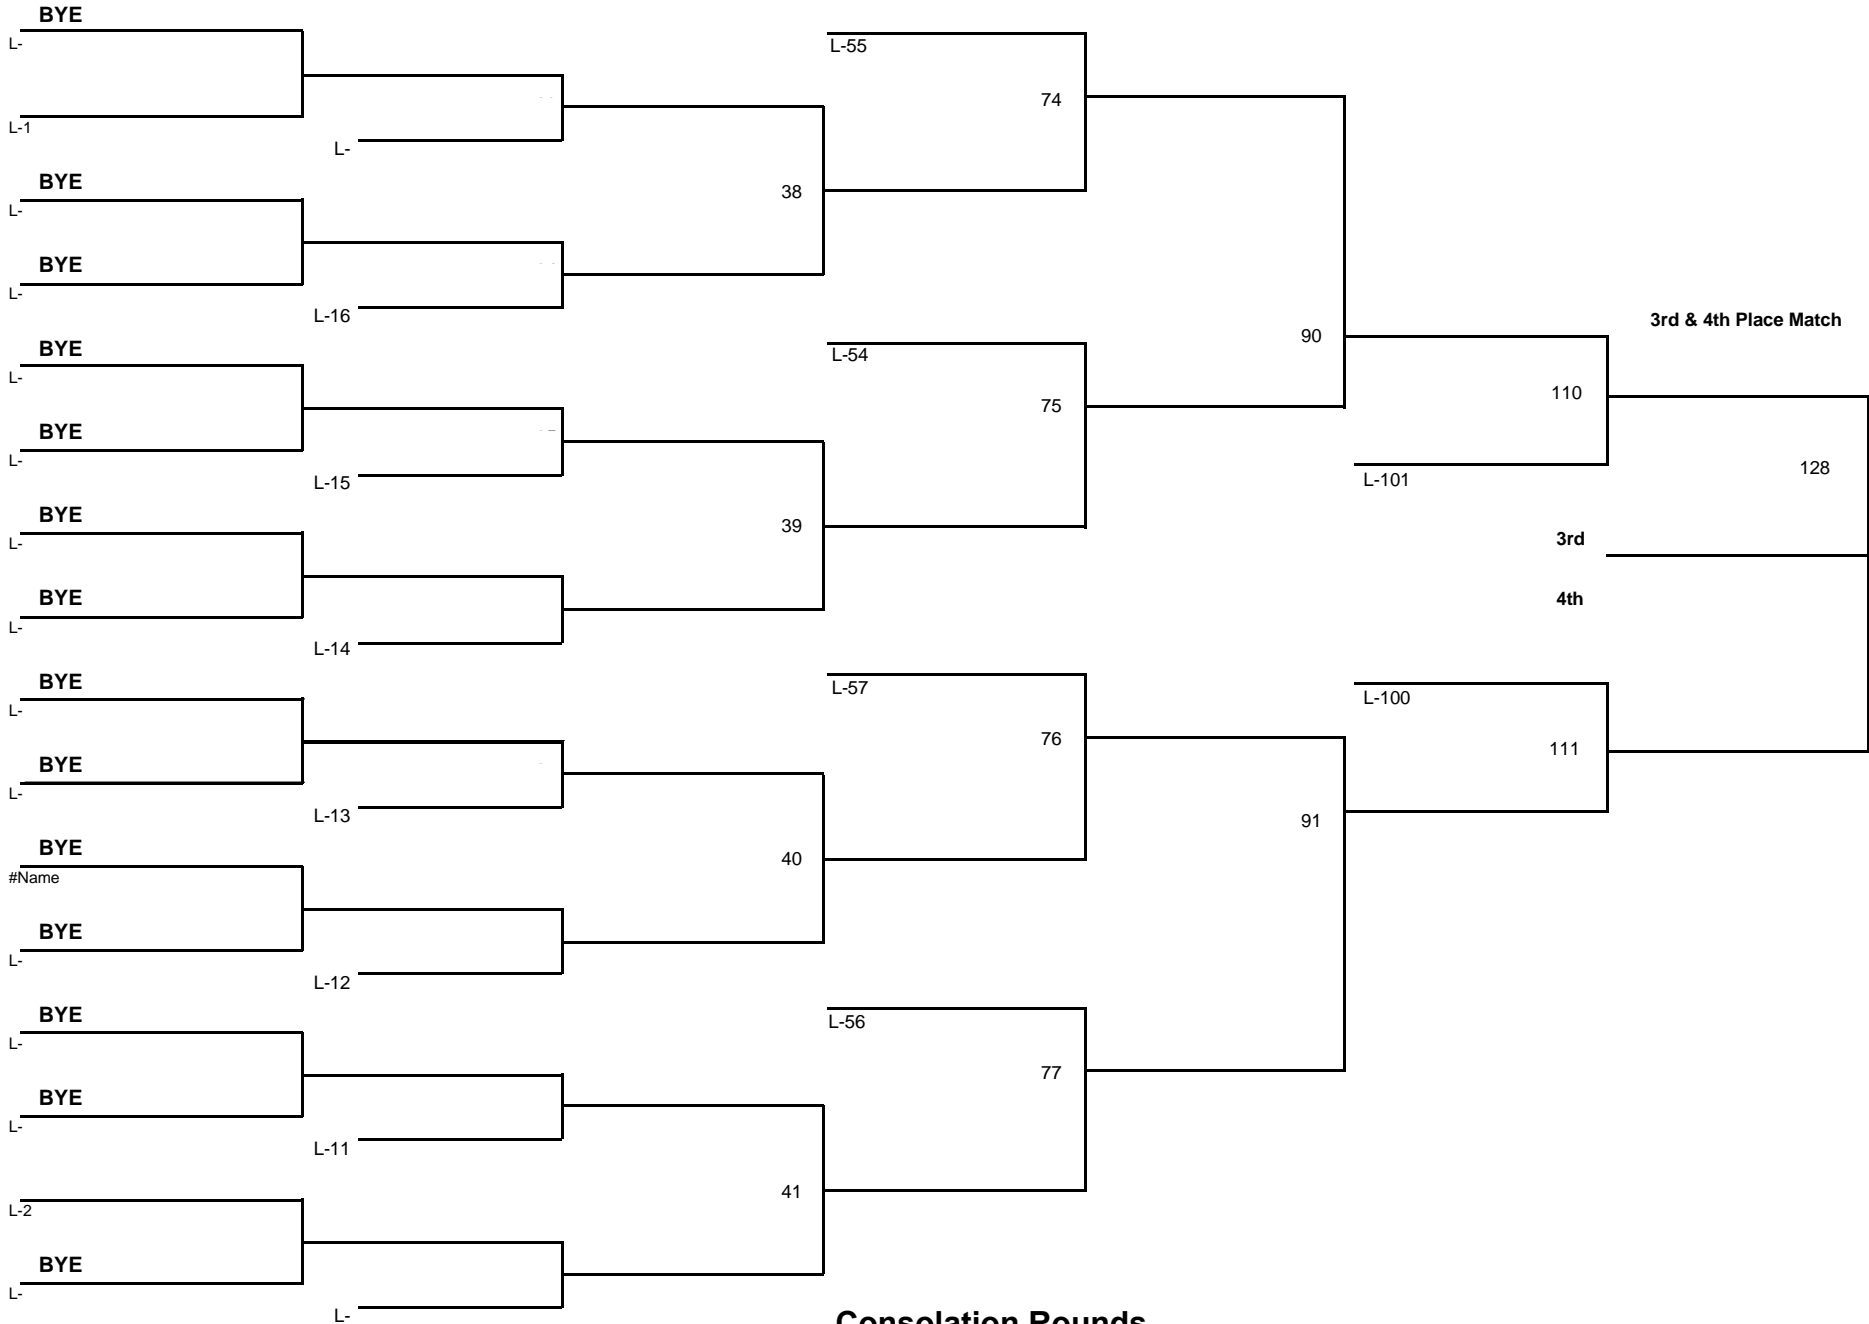 BYE
L-
L-1
L-
BYE
L-
BYE
L-
L-16
BYE
L-
BYE
L-
L-15
BYE
L-
BYE
L-
L-14
BYE
L-
BYE
L-
L-13
BYE
#Name
BYE
L-
L-12
BYE
L-
BYE
L-
L-11
L-2
BYE
L-
L-
38
39
40
41
L-55
74
L-54
75
L-57
76
L-56
77
90
91
3rd & 4th Place Match
110
L-101
128
3rd
4th
L-100
111
Consolation Rounds